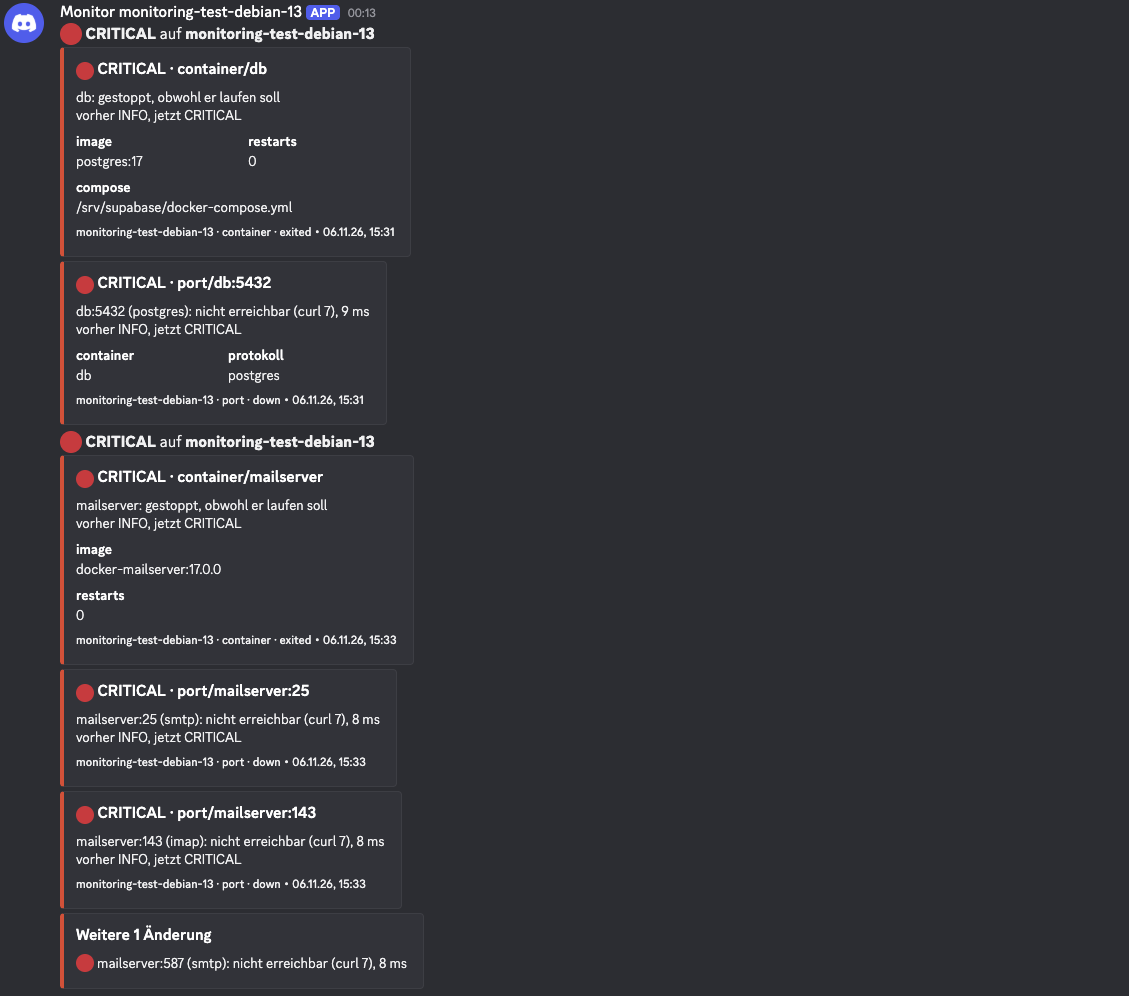 Monitor monitoring-test-debian-13 APP 00:13
CRITICAL auf monitoring-test-debian-13
CRITICAL · container/db
db: gestoppt, obwohl er laufen soll
vorher INFO, jetzt CRITICAL
image restarts
postgres:17 0
compose
/srv/supabase/docker-compose.yml
monitoring-test-debian-13 · container · exited • 06.11.26, 15:31
CRITICAL · port/db:5432
db:5432 (postgres): nicht erreichbar (curl 7), 9 ms
vorher INFO, jetzt CRITICAL
container protokoll
db postgres
monitoring-test-debian-13 · port · down • 06.11.26, 15:31
CRITICAL auf monitoring-test-debian-13
CRITICAL · container/mailserver
mailserver: gestoppt, obwohl er laufen soll
vorher INFO, jetzt CRITICAL
image
docker-mailserver:17.0.0
restarts
0
monitoring-test-debian-13 · container · exited • 06.11.26, 15:33
CRITICAL · port/mailserver:25
mailserver:25 (smtp): nicht erreichbar (curl 7), 8 ms
vorher INFO, jetzt CRITICAL
monitoring-test-debian-13 · port · down • 06.11.26, 15:33
CRITICAL · port/mailserver:143
mailserver:143 (imap): nicht erreichbar (curl 7), 8 ms
vorher INFO, jetzt CRITICAL
monitoring-test-debian-13 · port · down • 06.11.26, 15:33
Weitere 1 Änderung
mailserver:587 (smtp): nicht erreichbar (curl 7), 8 ms